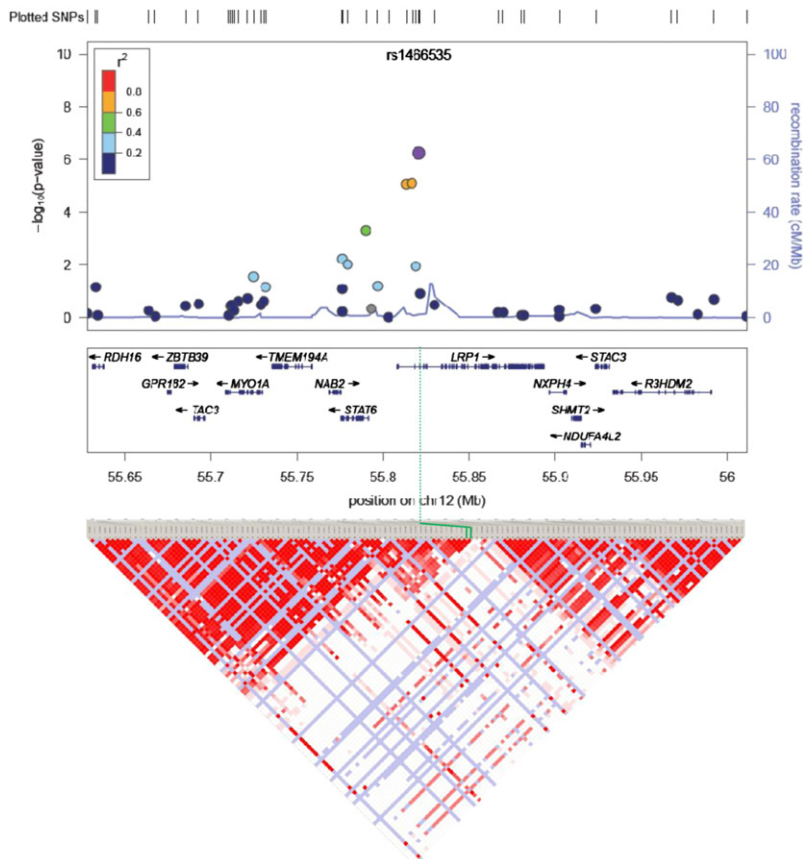 Plotted SNPs
rs1466535
r²
0.8
0.6
0.4
0.2
10
8
6
4
2
0
−log₁₀(p−value)
100
80
60
40
20
0
recombination rate (cM/Mb)
RDH16 ZBTB39 TMEM194A LRP1 STAC3
GPR182 MYO1A NAB2 NXPH4 R3HDM2
TAC3 STAT6 SHMT2
NDUFA4L2
55.65 55.7 55.75 55.8 55.85 55.9 55.95 56
position on chr12 (Mb)